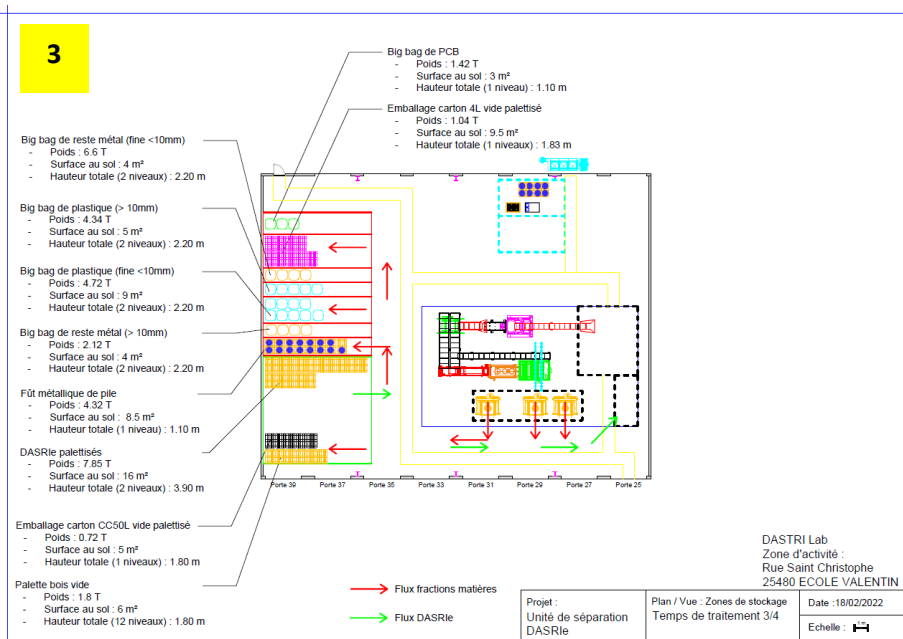 3
Big bag de PCB
- Poids : 1.42 T
- Surface au sol : 3 m²
- Hauteur totale (1 niveau) : 1.10 m
Emballage carton 4L vide palettisé
- Poids : 1.04 T
- Surface au sol : 9.5 m²
- Hauteur totale (1 niveau) : 1.83 m
Big bag de reste métal (fine <10mm)
- Poids : 6.6 T
- Surface au sol : 4 m²
- Hauteur totale (2 niveaux) : 2.20 m
Big bag de plastique (> 10mm)
- Poids : 4.34 T
- Surface au sol : 5 m²
- Hauteur totale (2 niveaux) : 2.20 m
Big bag de plastique (fine <10mm)
- Poids : 4.72 T
- Surface au sol : 9 m²
- Hauteur totale (2 niveaux) : 2.20 m
Big bag de reste métal (> 10mm)
- Poids : 2.12 T
- Surface au sol : 4 m²
- Hauteur totale (2 niveaux) : 2.20 m
Fût métallique de pile
- Poids : 4.32 T
- Surface au sol : 8.5 m²
- Hauteur totale (1 niveau) : 1.10 m
DASRIe palettisés
- Poids : 7.85 T
- Surface au sol : 16 m²
- Hauteur totale (2 niveaux) : 3.90 m
Emballage carton CC50L vide palettisé
- Poids : 0.72 T
- Surface au sol : 5 m²
- Hauteur totale (1 niveaux) : 1.80 m
Palette bois vide
- Poids : 1.8 T
- Surface au sol : 6 m²
- Hauteur totale (12 niveaux) : 1.80 m
Porte 39 Porte 37 Porte 35 Porte 33 Porte 31 Porte 29 Porte 27 Porte 25
Flux fractions matières
Flux DASRIe
DASTRI Lab
Zone d'activité :
Rue Saint Christophe
25480 ECOLE VALENTIN
Projet :
Unité de séparation
DASRIe
Plan / Vue : Zones de stockage
Temps de traitement 3/4
Date :18/02/2022
Echelle :